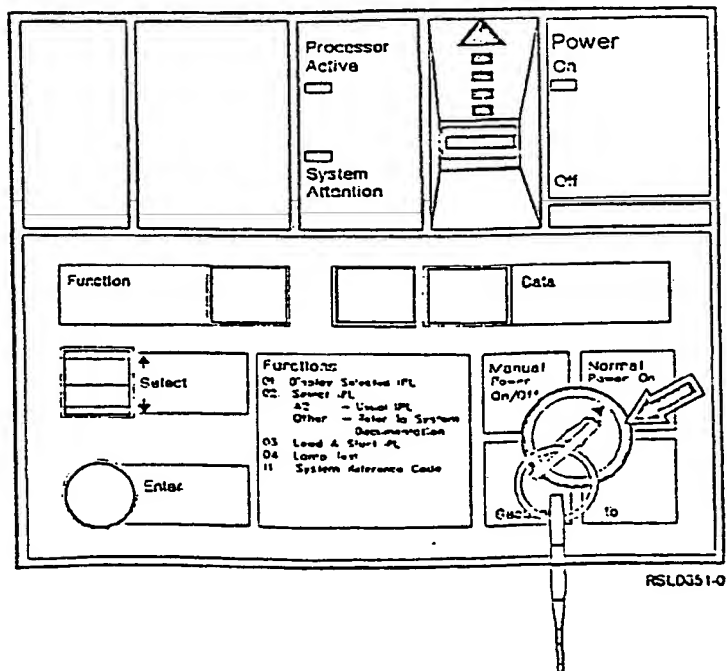 Processor
Active
System
Attention
Power
On
Off
Function
Data
Select
Enter
Functions
01 Display Selected IPL
02 Select IPL
A2 – Usual IPL
Other – Refer To System
Documentation
03 Load & Start IPL
04 Lamp Test
11 System Reference Code
Manual
Power
On/Off
Normal
Power On
To
RSLD351-0